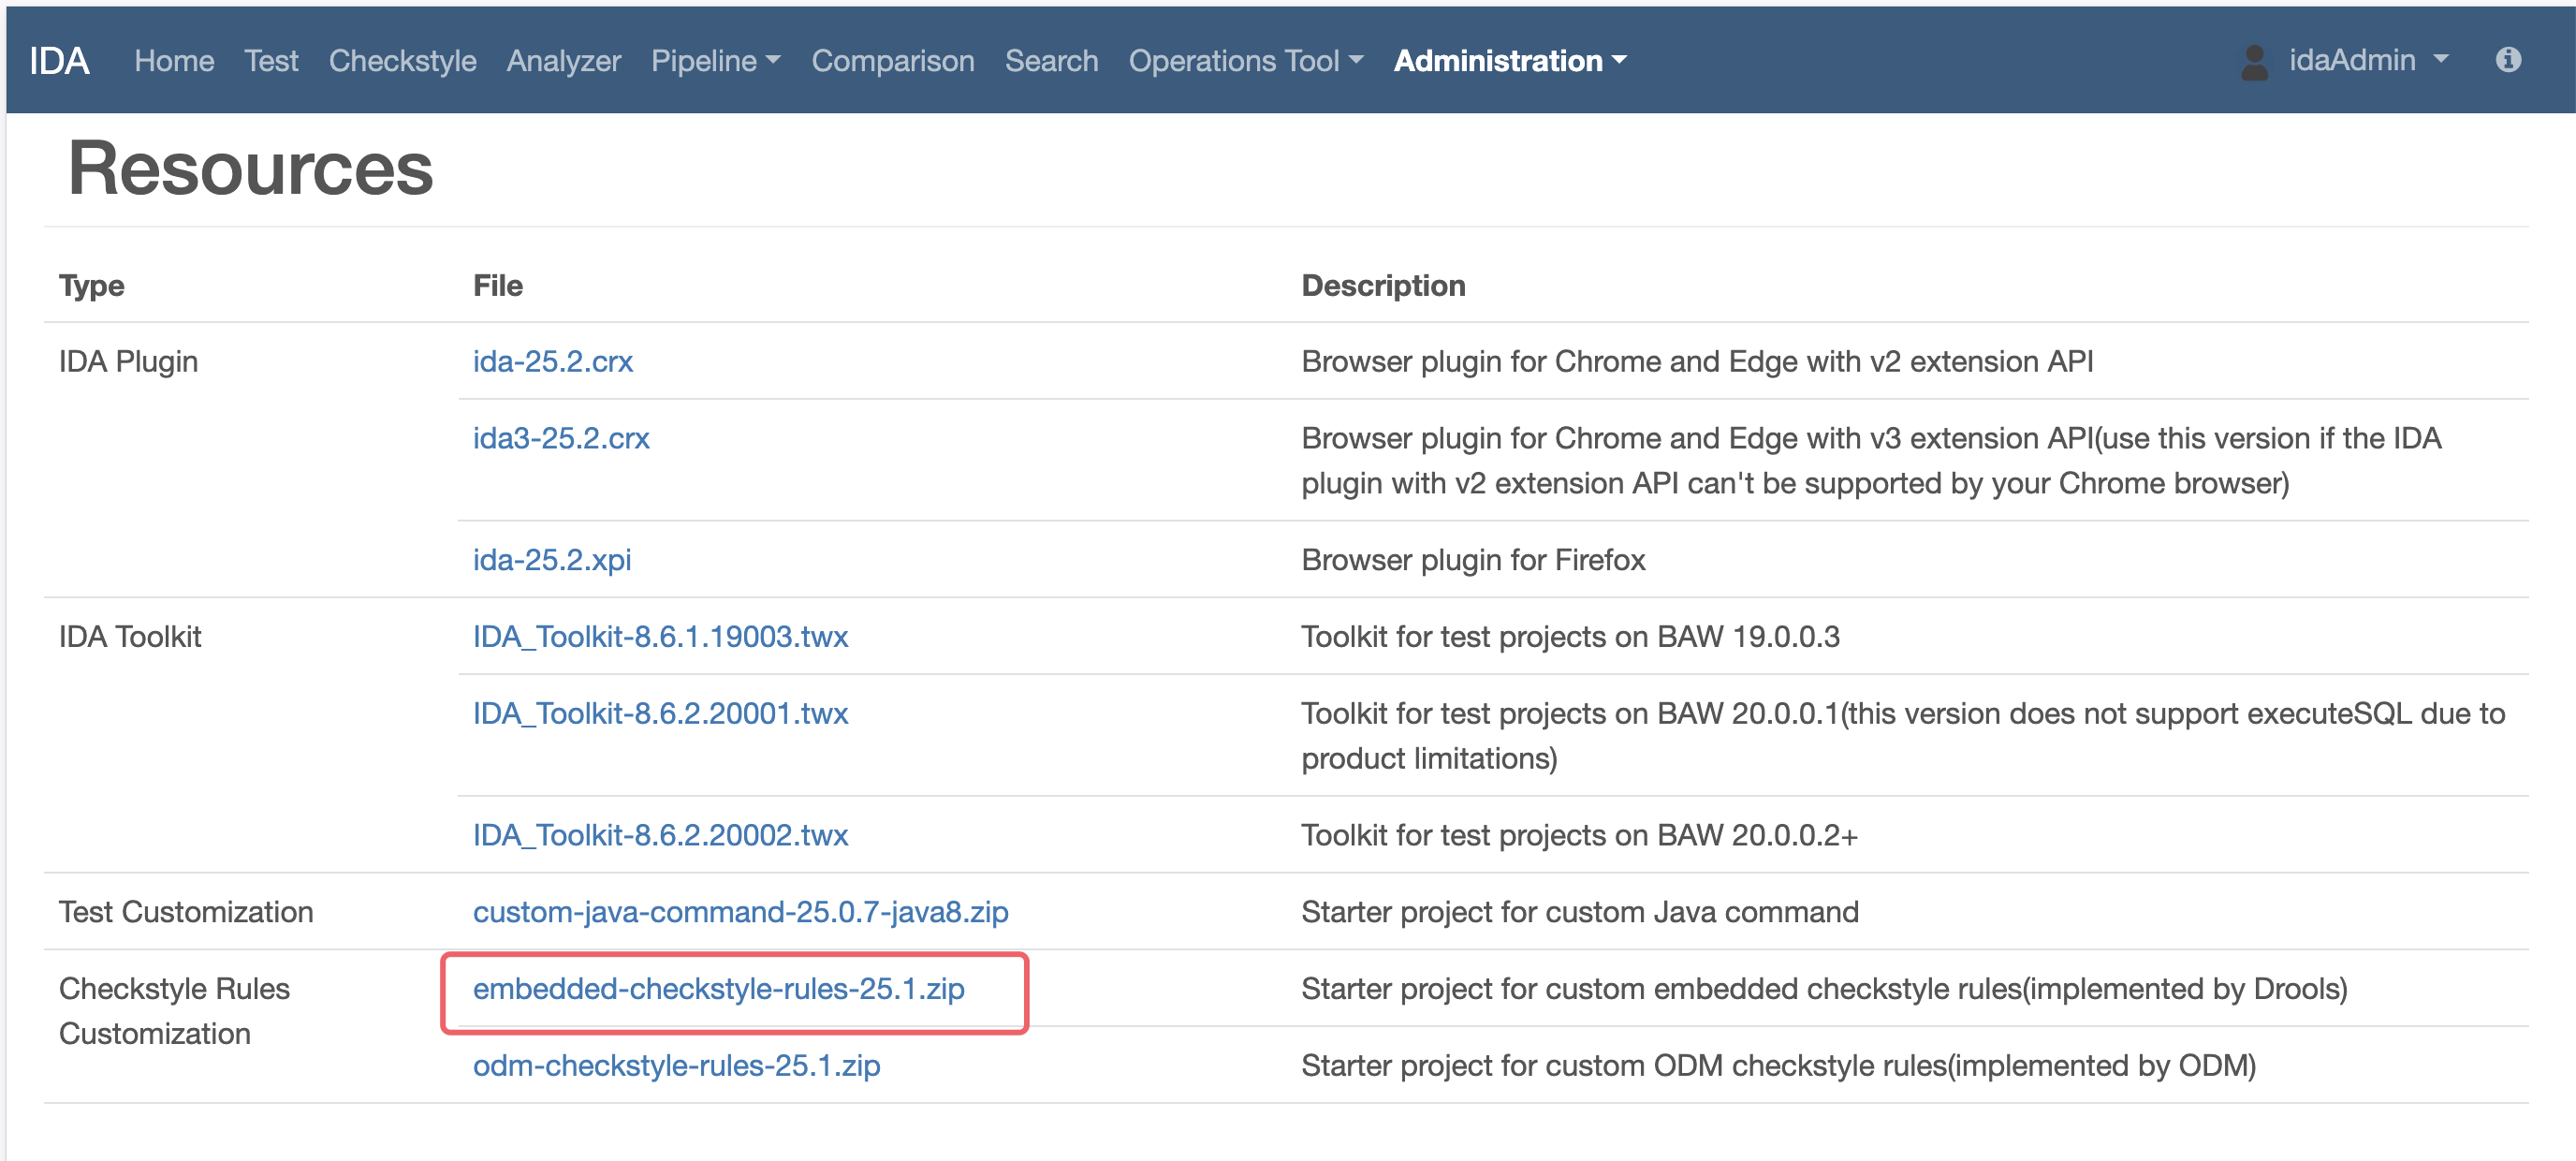 IDA Home Test Checkstyle Analyzer Pipeline Comparison Search Operations Tool Administration idaAdmin
Resources
Type File Description
IDA Plugin ida-25.2.crx Browser plugin for Chrome and Edge with v2 extension API
ida3-25.2.crx Browser plugin for Chrome and Edge with v3 extension API(use this version if the IDA
plugin with v2 extension API can't be supported by your Chrome browser)
ida-25.2.xpi Browser plugin for Firefox
IDA Toolkit IDA_Toolkit-8.6.1.19003.twx Toolkit for test projects on BAW 19.0.0.3
IDA_Toolkit-8.6.2.20001.twx Toolkit for test projects on BAW 20.0.0.1(this version does not support executeSQL due to
product limitations)
IDA_Toolkit-8.6.2.20002.twx Toolkit for test projects on BAW 20.0.0.2+
Test Customization custom-java-command-25.0.7-java8.zip Starter project for custom Java command
Checkstyle Rules embedded-checkstyle-rules-25.1.zip Starter project for custom embedded checkstyle rules(implemented by Drools)
Customization
odm-checkstyle-rules-25.1.zip Starter project for custom ODM checkstyle rules(implemented by ODM)